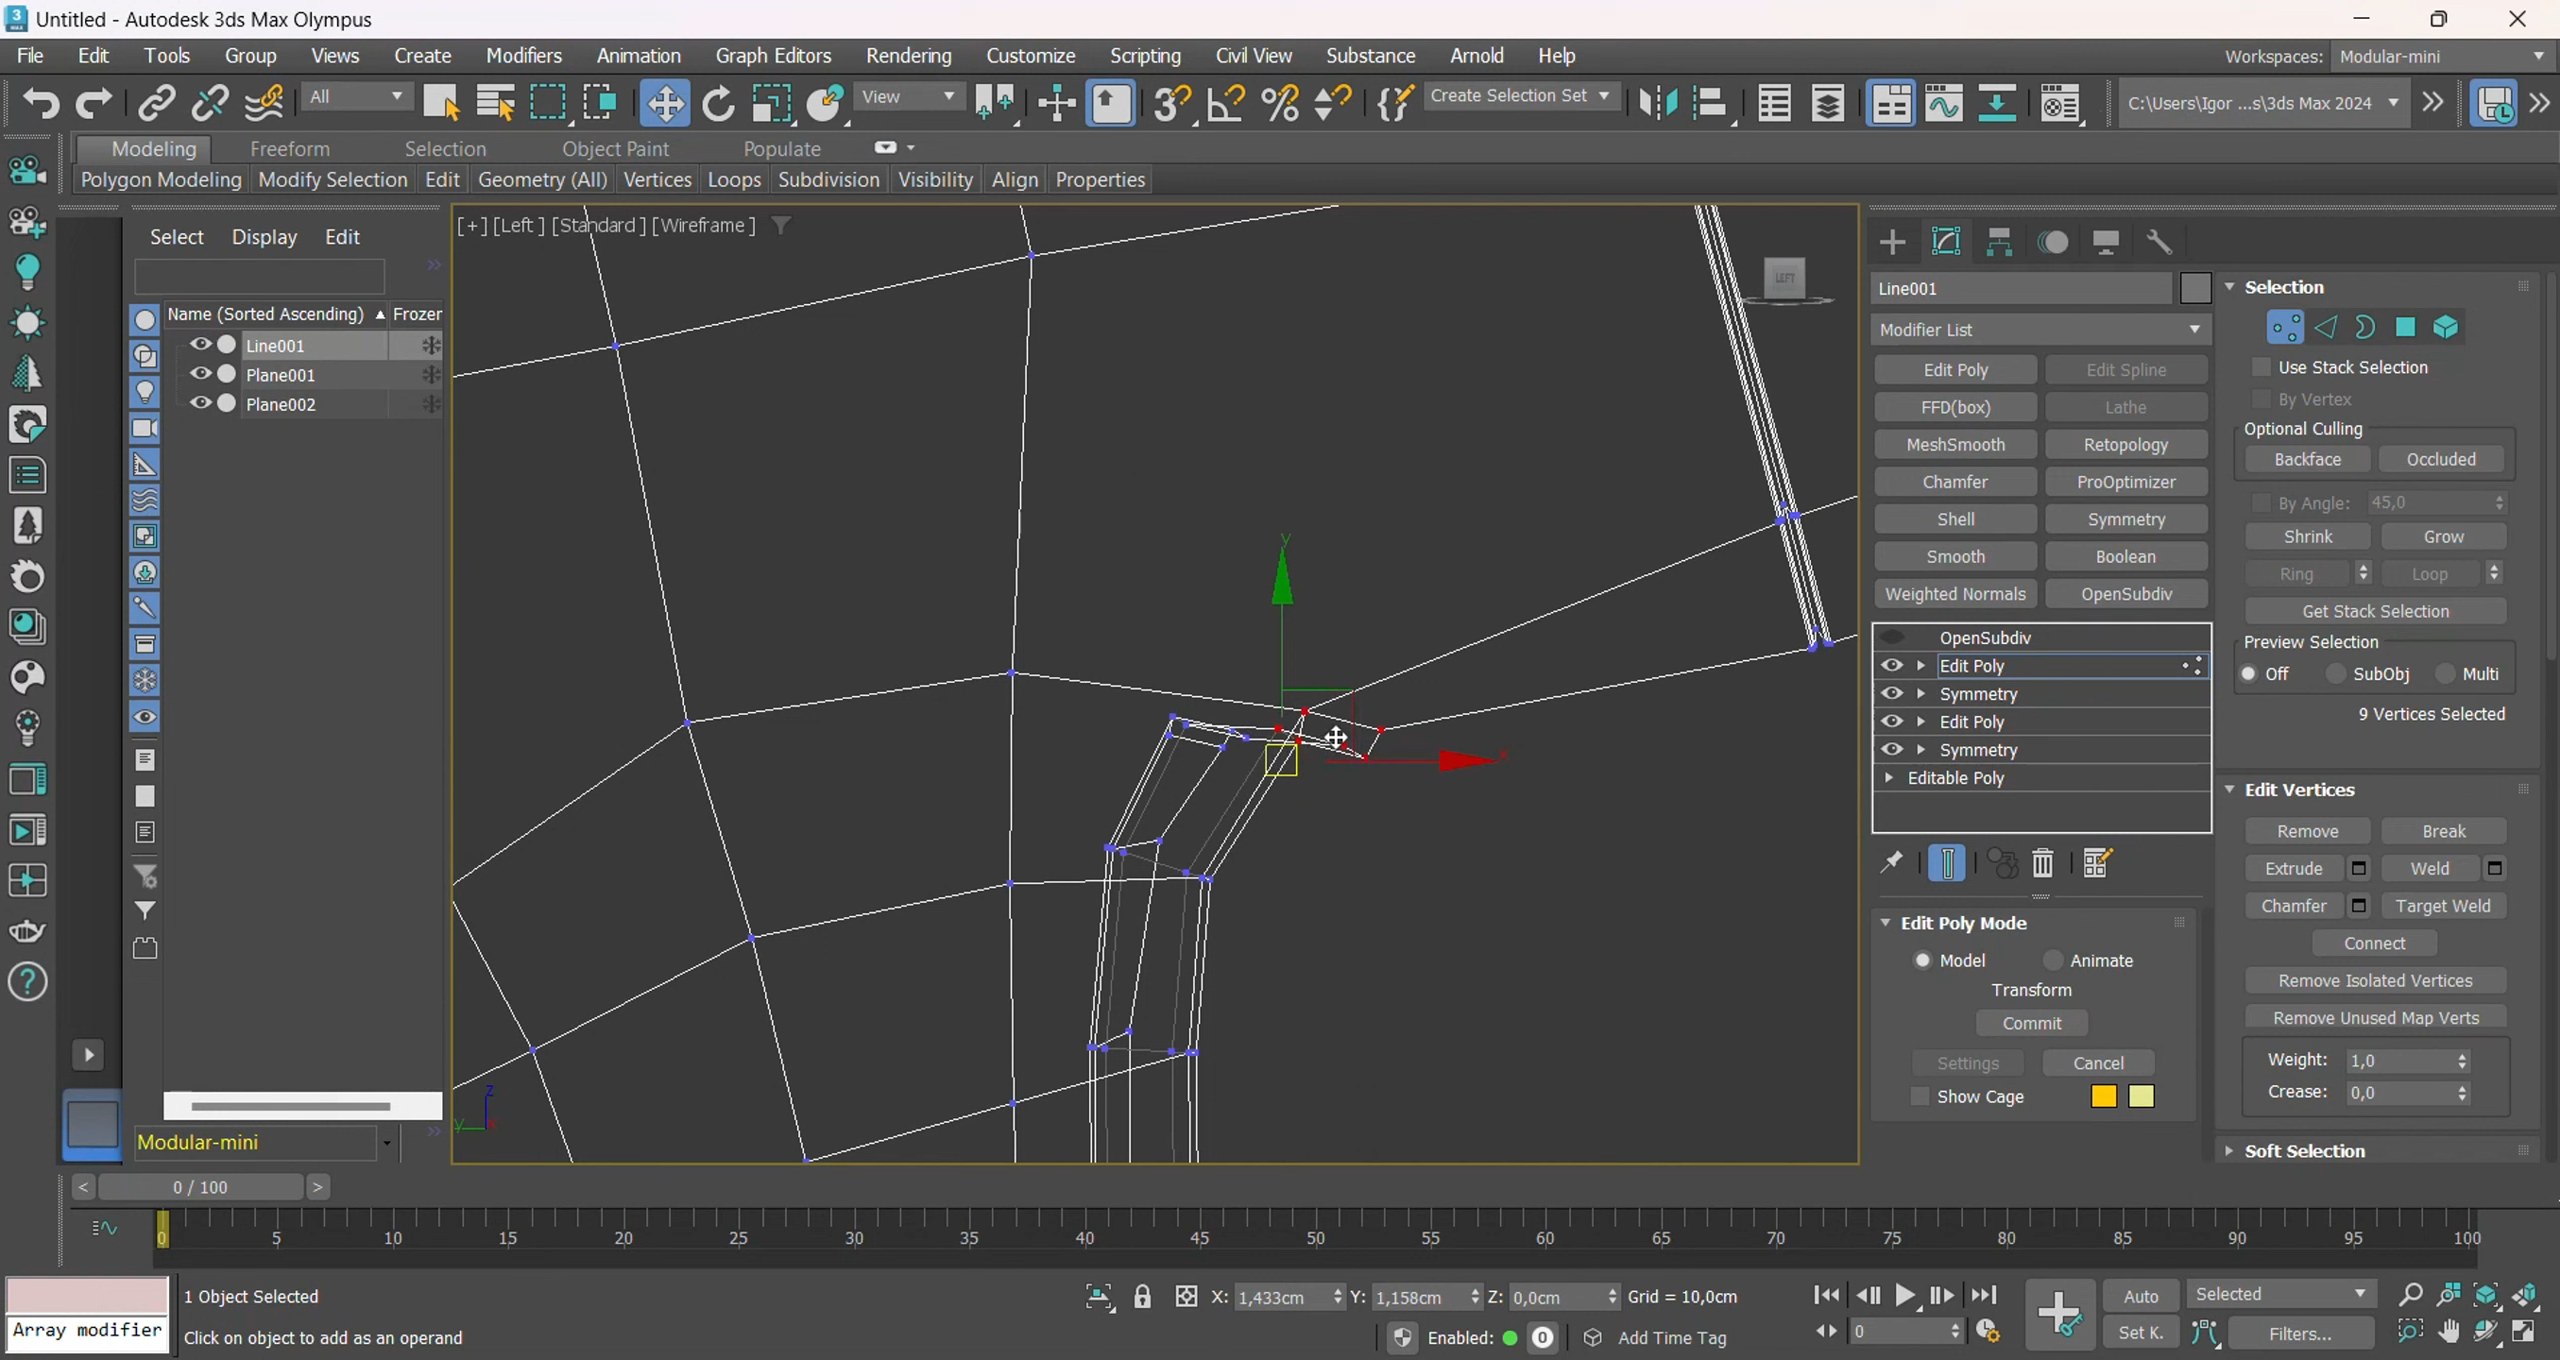 Untitled - Autodesk 3ds Max Olympus
File Edit Tools Group Views Create Modifiers Animation Graph Editors Rendering Customize Scripting Civil View Substance Arnold Help Workspaces: Modular-mini
All View Create Selection Set C:\Users\Igor ...s\3ds Max 2024
Modeling Freeform Selection Object Paint Populate
Polygon Modeling Modify Selection Edit Geometry (All) Vertices Loops Subdivision Visibility Align Properties
Select Display Edit
Name (Sorted Ascending) Frozen
Line001
Plane001
Plane002
Modular-mini
[+] [Left ] [Standard ] [Wireframe ]
LEFT
y
x
z
y
x
Line001
Modifier List
Edit Poly Edit Spline
FFD(box) Lathe
MeshSmooth Retopology
Chamfer ProOptimizer
Shell Symmetry
Smooth Boolean
Weighted Normals OpenSubdiv
OpenSubdiv
Edit Poly
Symmetry
Edit Poly
Symmetry
Editable Poly
Edit Poly Mode
Model Animate
Transform
Commit
Settings Cancel
Show Cage
Selection
Use Stack Selection
By Vertex
Optional Culling
Backface Occluded
By Angle: 45,0
Shrink Grow
Ring Loop
Get Stack Selection
Preview Selection
Off SubObj Multi
9 Vertices Selected
Edit Vertices
Remove Break
Extrude Weld
Chamfer Target Weld
Connect
Remove Isolated Vertices
Remove Unused Map Verts
Weight: 1,0
Crease: 0,0
Soft Selection
< 0 / 100 >
0 5 10 15 20 25 30 35 40 45 50 55 60 65 70 75 80 85 90 95 100
Array modifier
1 Object Selected
Click on object to add as an operand
X: 1,433cm Y: 1,158cm Z: 0,0cm Grid = 10,0cm
Enabled: 0 Add Time Tag
0
Auto Selected
Set K. Filters...